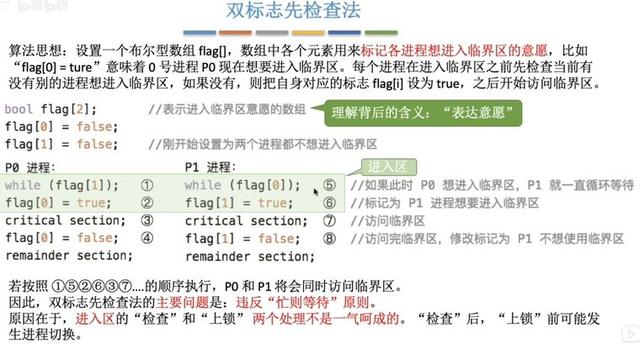 双标志先检查法
算法思想：设置一个布尔型数组 flag[]，数组中各个元素用来标记各进程想进入临界区的意愿，比如
“flag[0] = ture”意味着 0 号进程 P0 现在想要进入临界区。每个进程在进入临界区之前先检查当前有
没有别的进程想进入临界区，如果没有，则把自身对应的标志 flag[i] 设为 true，之后开始访问临界区。
bool flag[2]; //表示进入临界区意愿的数组
理解背后的含义：“表达意愿”
flag[0] = false;
flag[1] = false; //刚开始设置为两个进程都不想进入临界区
P0 进程： P1 进程： 进入区
while (flag[1]); ① while (flag[0]); ⑤ //如果此时 P0 想进入临界区，P1 就一直循环等待
flag[0] = true; ② flag[1] = true; ⑥ //标记为 P1 进程想要进入临界区
critical section; ③ critical section; ⑦ //访问临界区
flag[0] = false; ④ flag[1] = false; ⑧ //访问完临界区，修改标记为 P1 不想使用临界区
remainder section; remainder section;
若按照 ①⑤②⑥③⑦....的顺序执行，P0 和 P1 将会同时访问临界区。
因此，双标志先检查法的主要问题是：违反“忙则等待”原则。
原因在于，进入区的“检查”和“上锁” 两个处理不是一气呵成的。“检查”后，“上锁”前可能发
生进程切换。